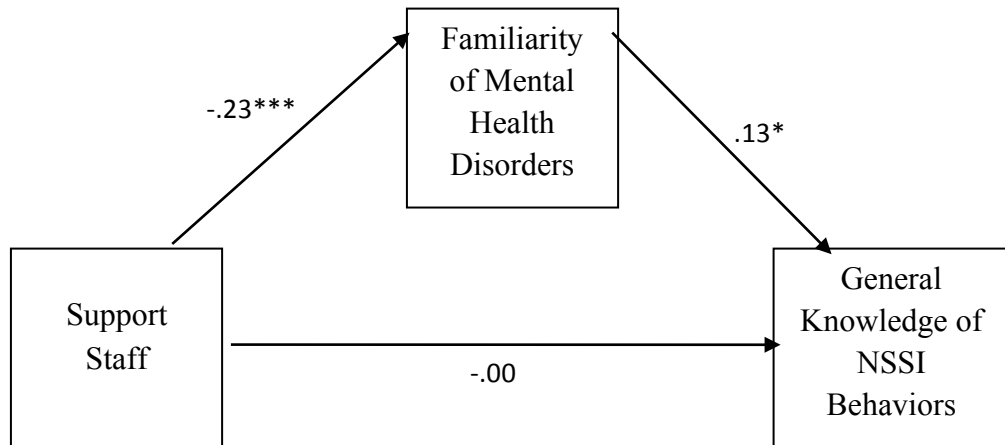 Familiarity
of Mental
Health
Disorders
-.23***
.13*
Support
Staff
-.00
General
Knowledge of
NSSI
Behaviors